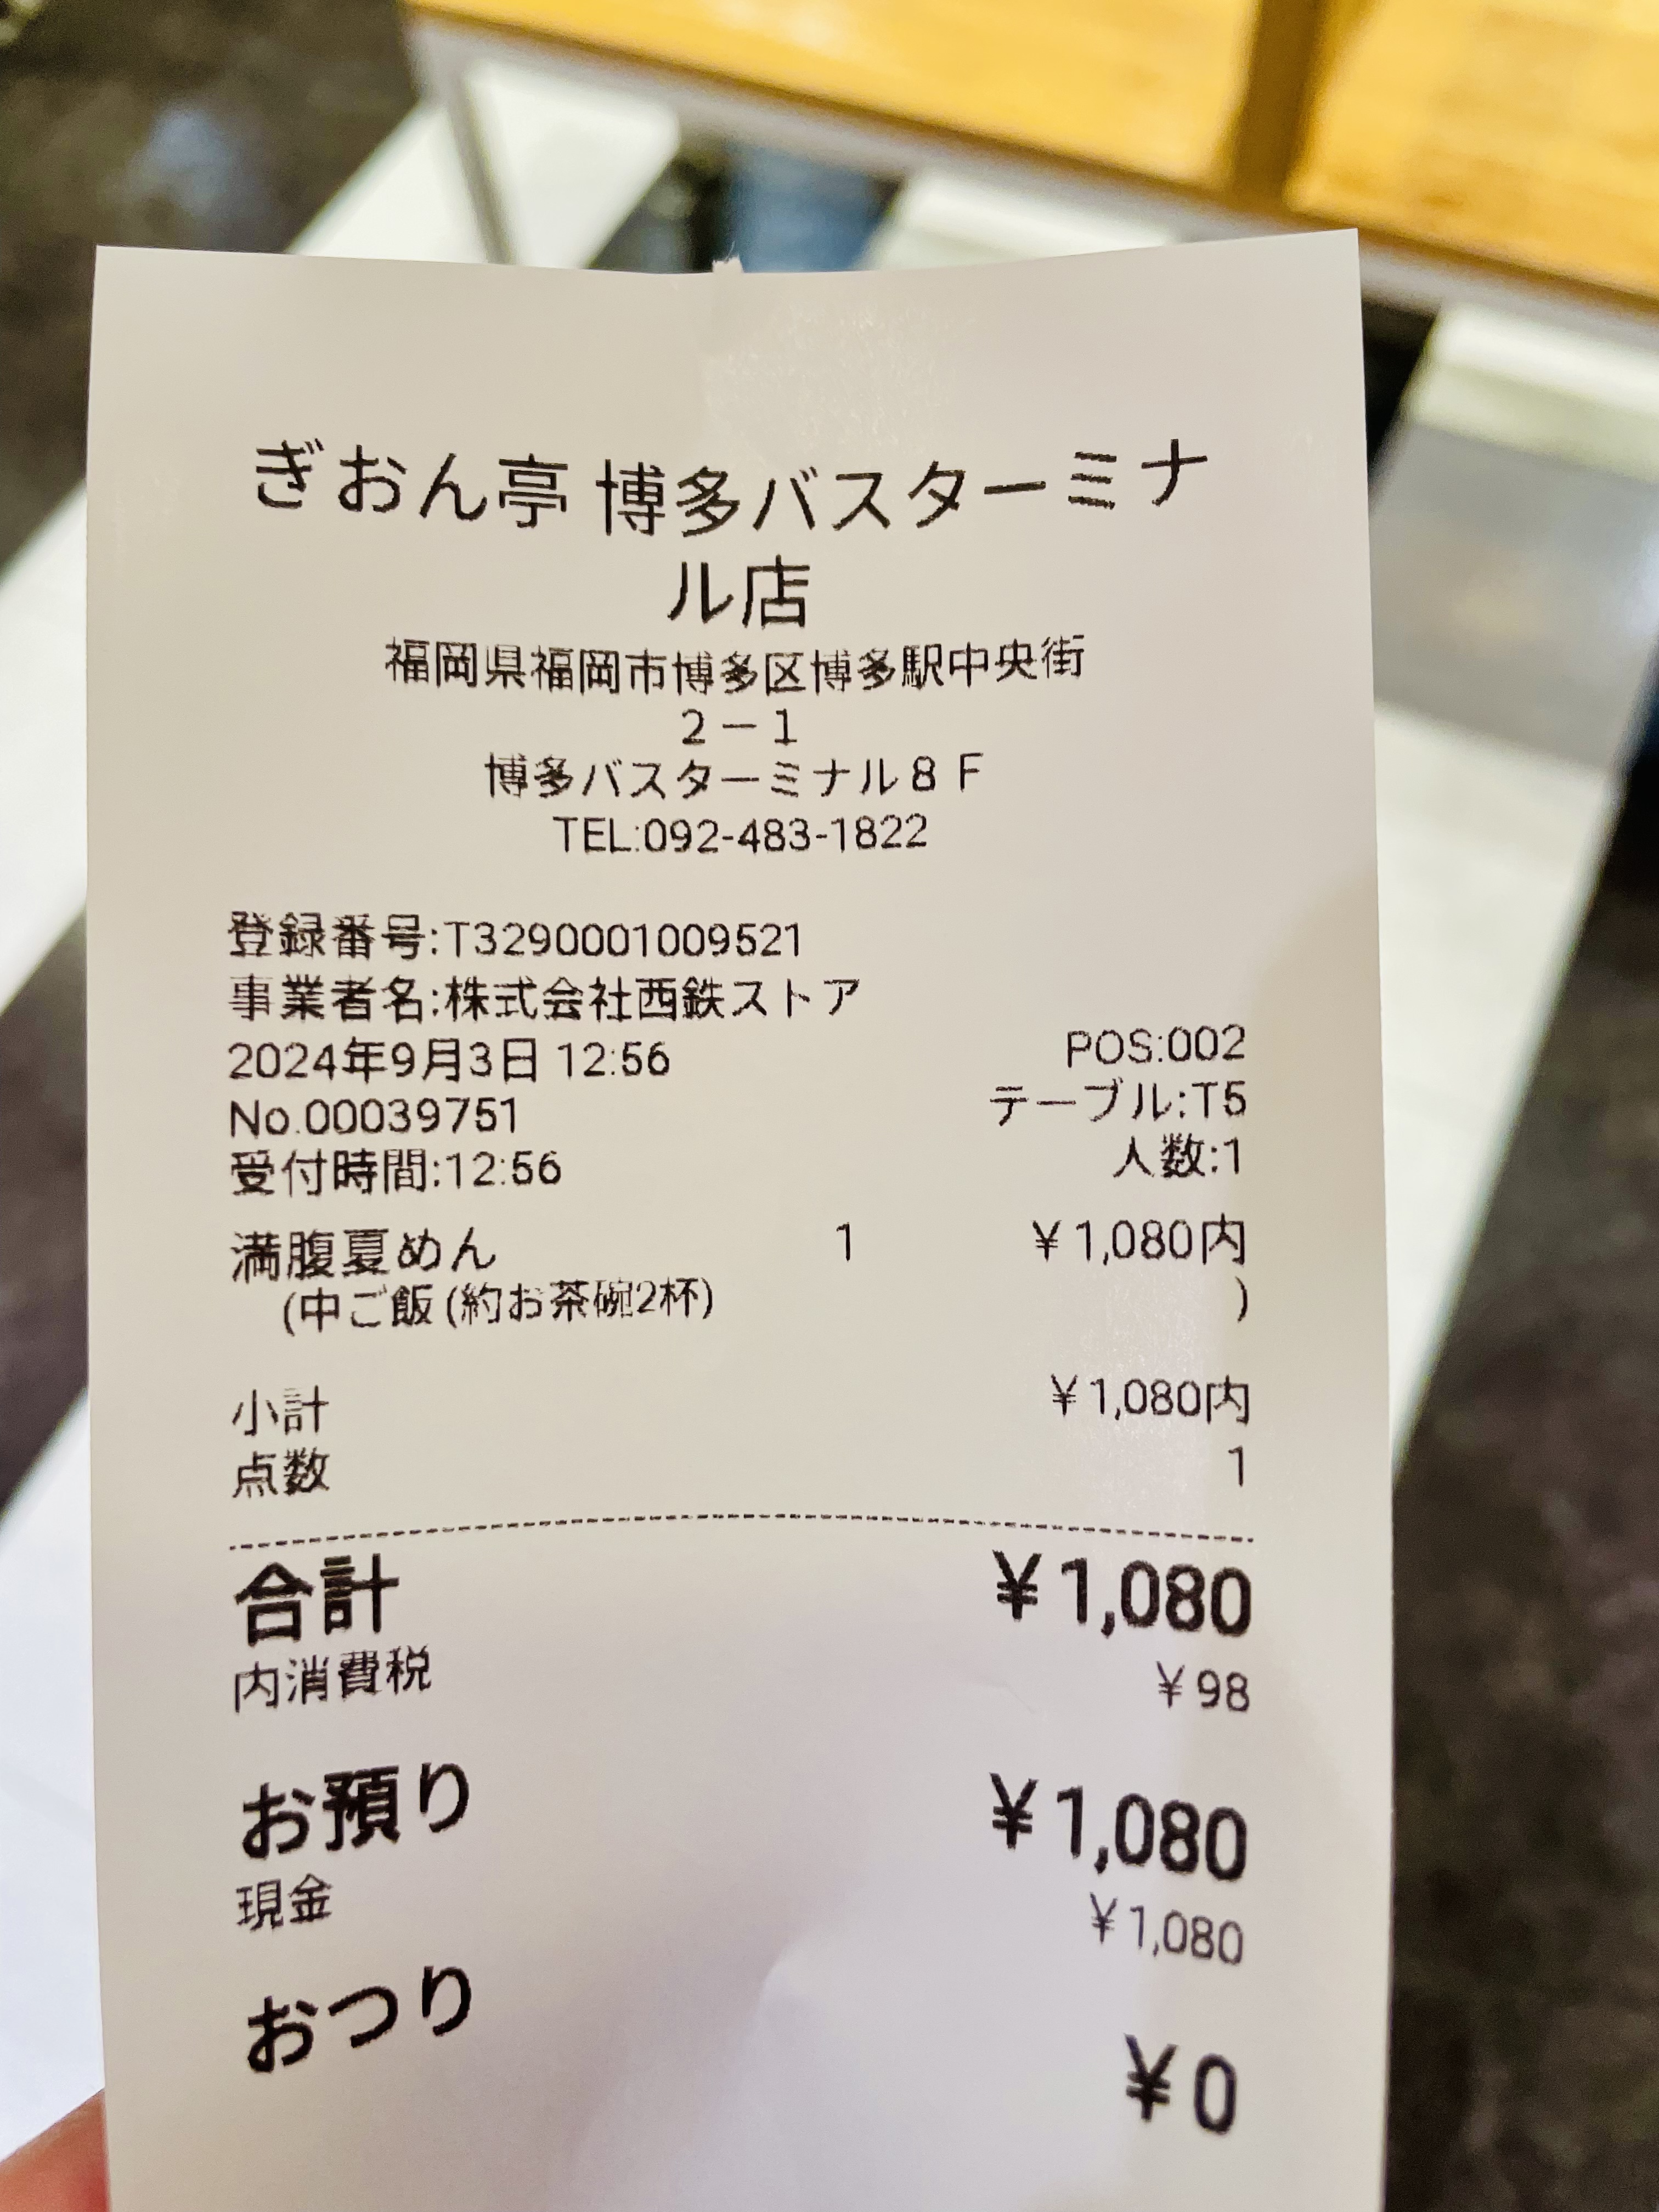 ぎおん亭 博多バスターミナ
ル店
福岡県福岡市博多区博多駅中央街
２－１
博多バスターミナル８Ｆ
TEL:092-483-1822
登録番号:T3290001009521
事業者名:株式会社西鉄ストア
2024年9月3日 12:56 POS:002
No.00039751 テーブル:T5
受付時間:12:56 人数:1
満腹夏めん 1 ¥1,080内
(中ご飯(約お茶碗2杯) )
小計 ¥1,080内
点数 1
合計 ¥1,080
内消費税 ¥98
お預り ¥1,080
現金 ¥1,080
おつり ¥0